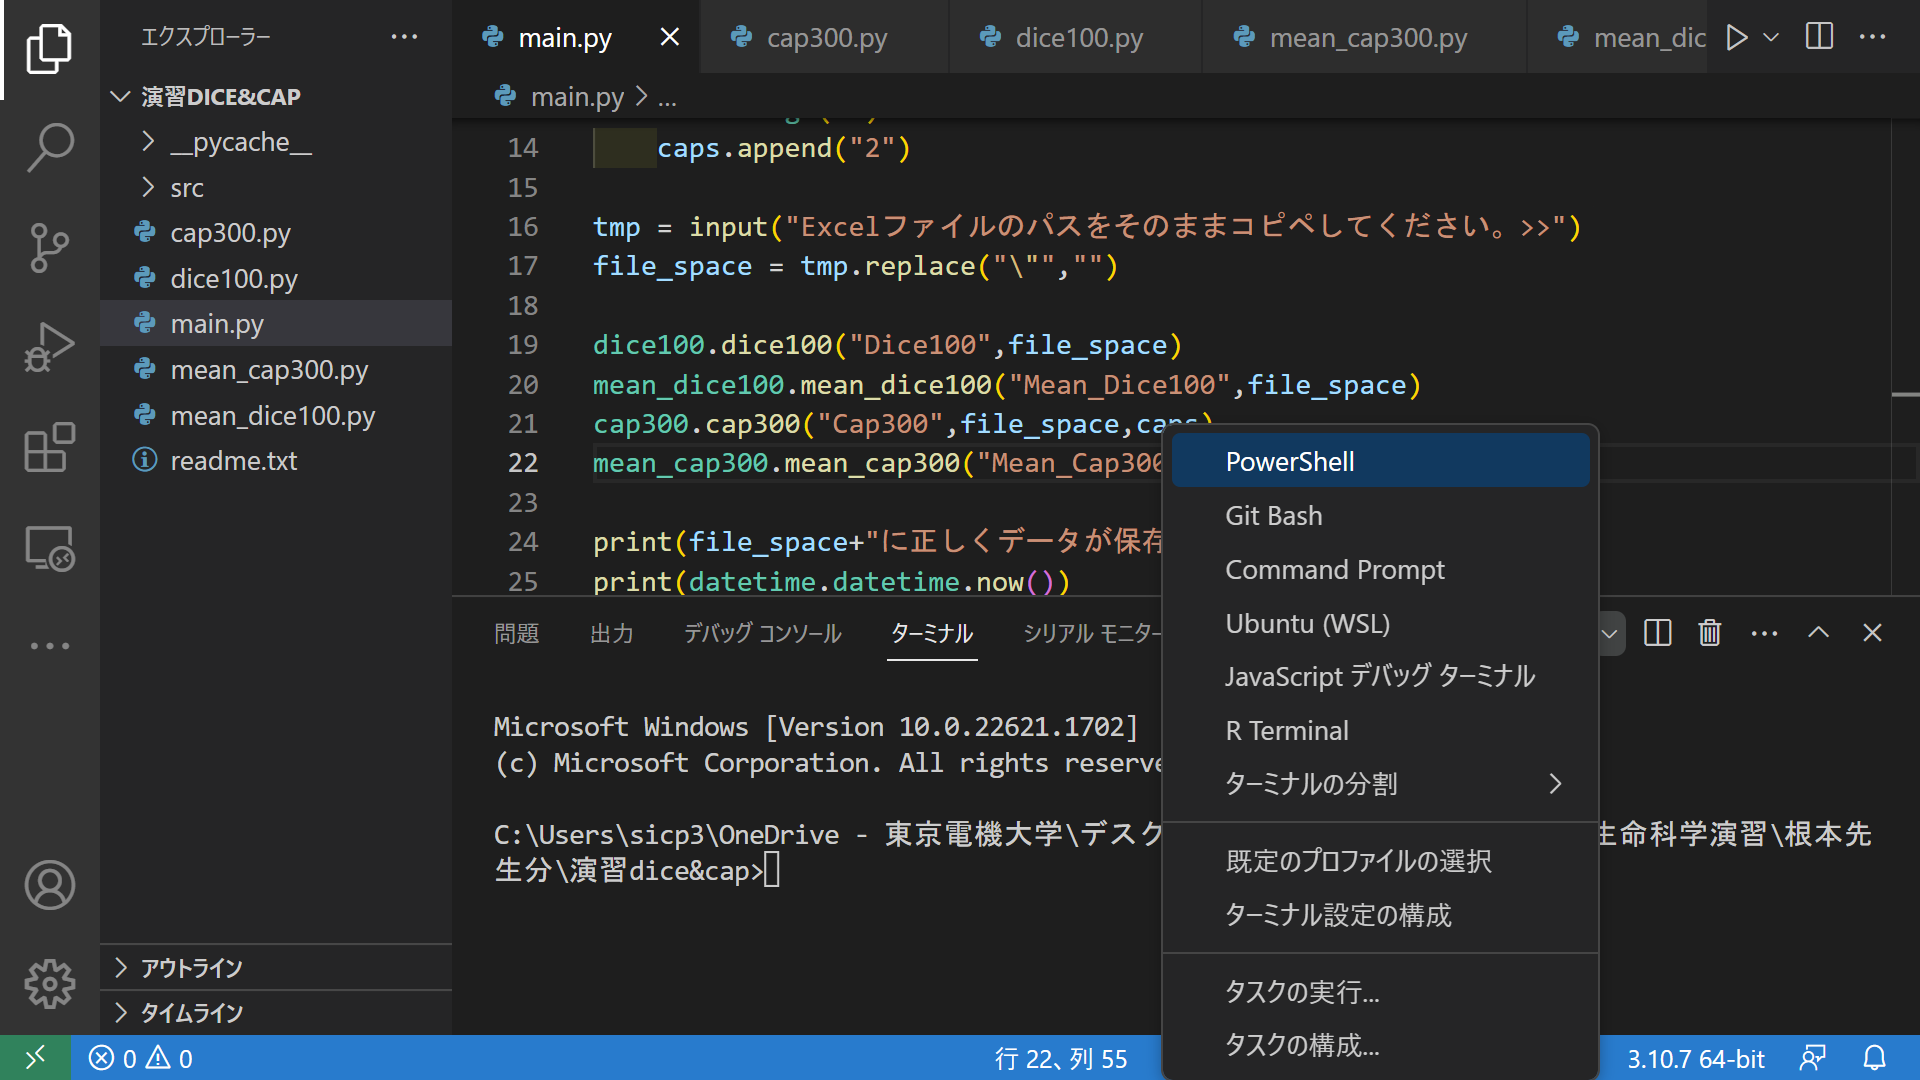 エクスプローラー
演習DICE&CAP
__pycache__
src
cap300.py
dice100.py
main.py
mean_cap300.py
mean_dice100.py
readme.txt
アウトライン
タイムライン
main.py
cap300.py
dice100.py
mean_cap300.py
mean_dic
main.py > ...
14 caps.append("2")
15
16 tmp = input("Excelファイルのパスをそのままコピペしてください。>>")
17 file_space = tmp.replace("\"","")
18
19 dice100.dice100("Dice100",file_space)
20 mean_dice100.mean_dice100("Mean_Dice100",file_space)
21 cap300.cap300("Cap300",file_space,caps)
22 mean_cap300.mean_cap300("Mean_Cap300
23
24 print(file_space+"に正しくデータが保存
25 print(datetime.datetime.now())
問題 出力 デバッグ コンソール ターミナル シリアル モニター
Microsoft Windows [Version 10.0.22621.1702]
(c) Microsoft Corporation. All rights reserve
C:\Users\sicp3\OneDrive - 東京電機大学\デスク
生命科学演習\根本先
生分\演習dice&cap>
PowerShell
Git Bash
Command Prompt
Ubuntu (WSL)
JavaScript デバッグ ターミナル
R Terminal
ターミナルの分割
既定のプロファイルの選択
ターミナル設定の構成
タスクの実行...
タスクの構成...
0 0
行 22、列 55
3.10.7 64-bit